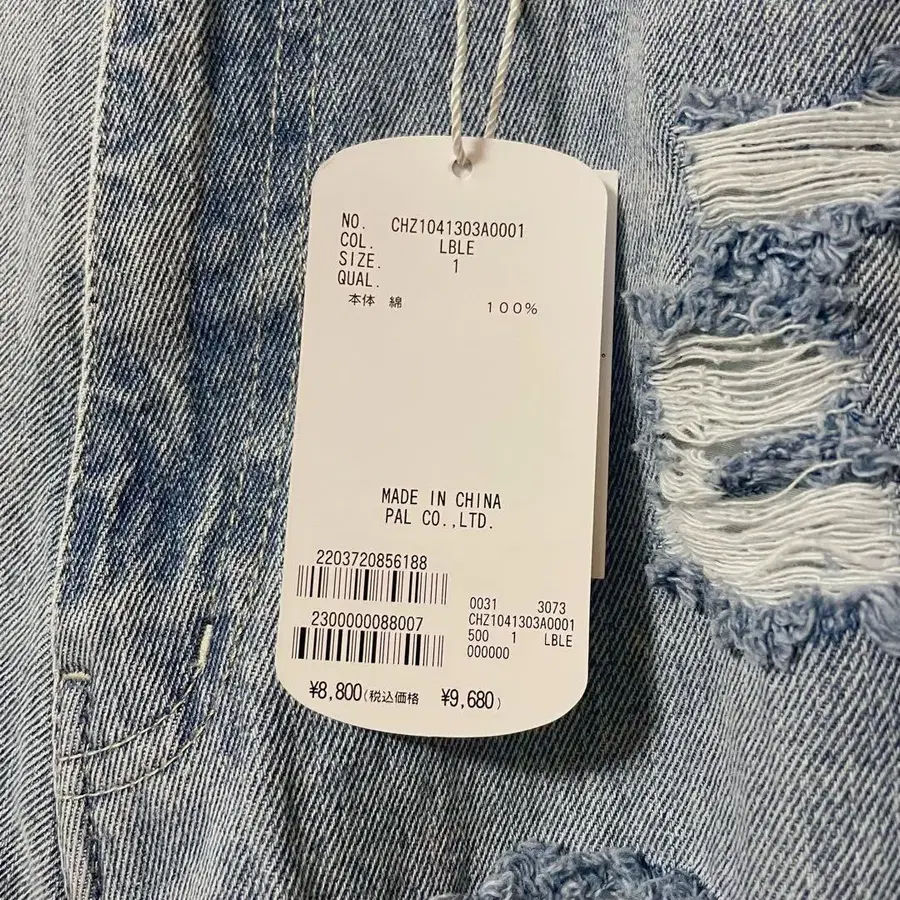 NO. CHZ1041303A0001
COL. LBLE
SIZE. 1
QUAL.
本体 綿 100%
MADE IN CHINA
PAL CO.,LTD.
2203720856188
2300000088007
0031 3073
CHZ1041303A0001
500 1 LBLE
000000
¥8,800(税込価格 ¥9,680)